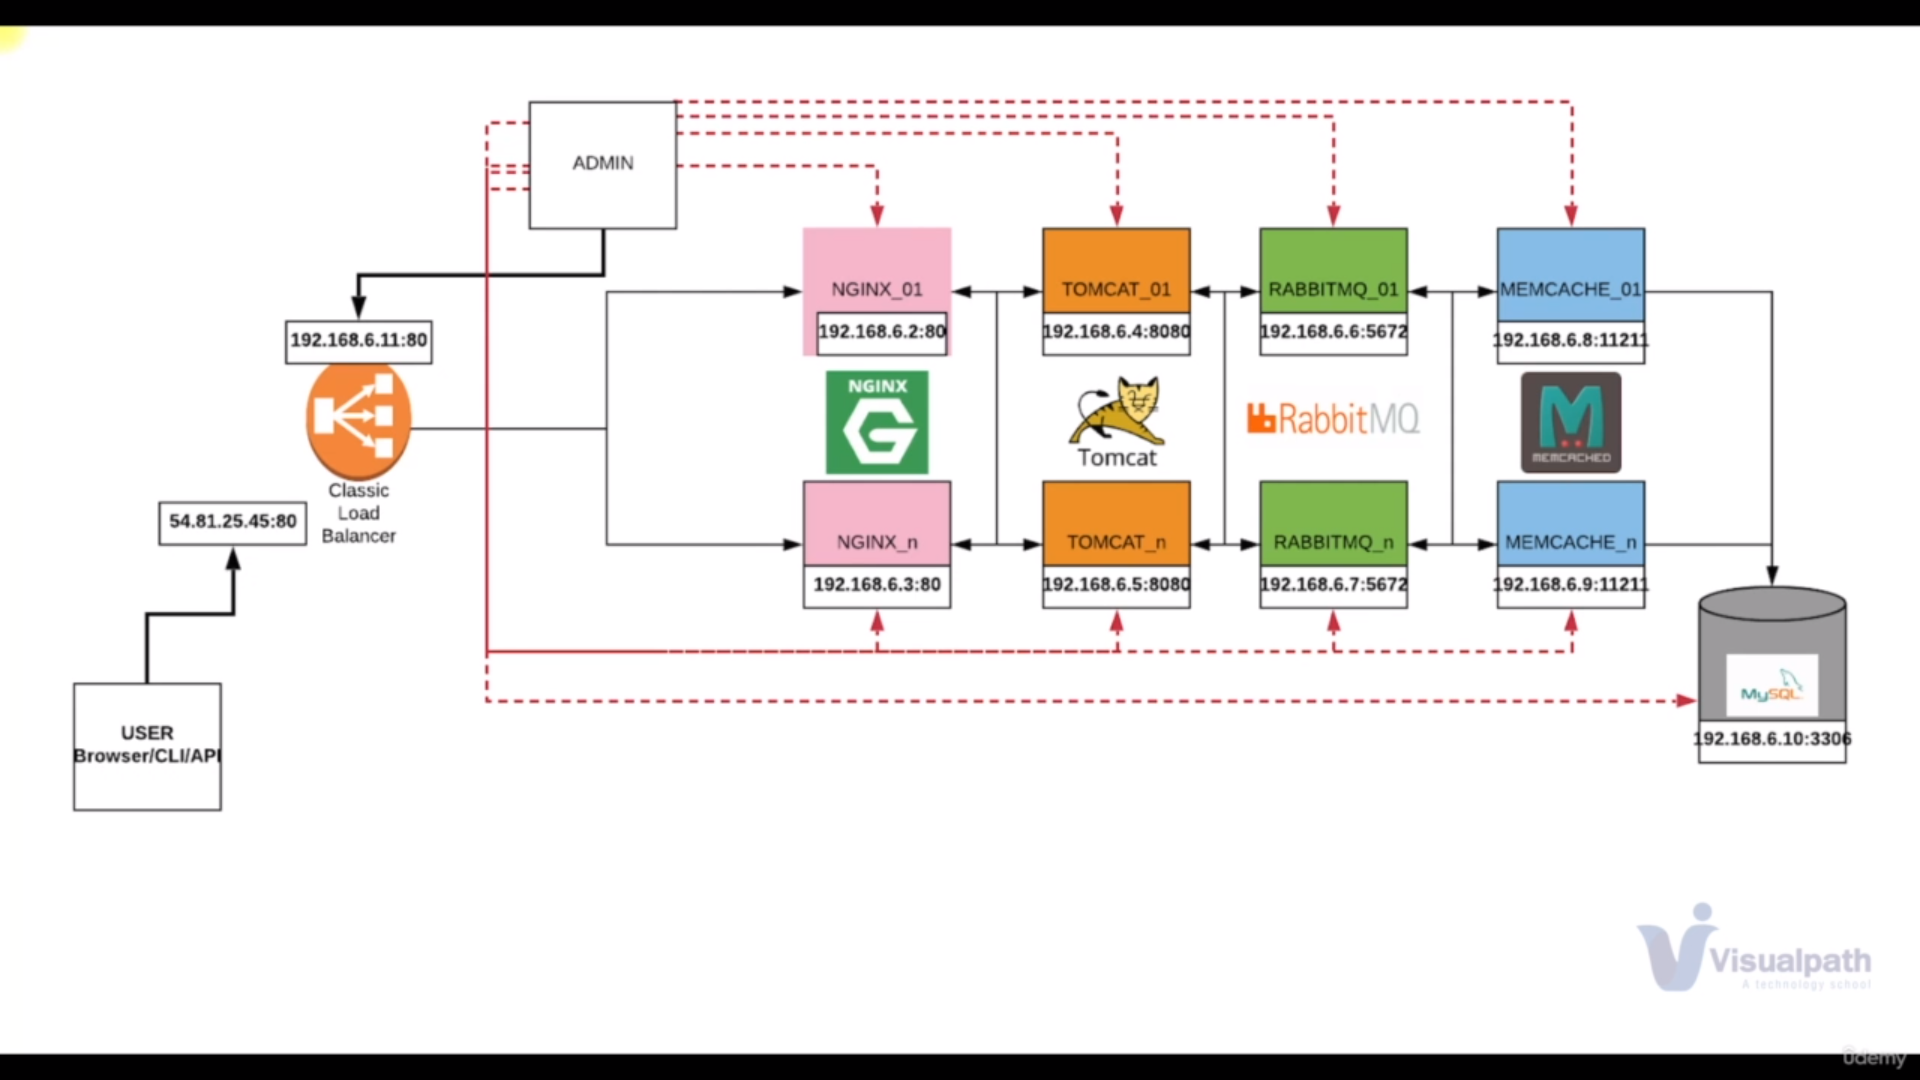 ADMIN
192.168.6.11:80
Classic
Load
Balancer
54.81.25.45:80
USER
Browser/CLI/API
NGINX_01
192.168.6.2:80
NGINX
G
NGINX_n
192.168.6.3:80
TOMCAT_01
192.168.6.4:8080
Tomcat
TOMCAT_n
192.168.6.5:8080
RABBITMQ_01
192.168.6.6:5672
RabbitMQ
RABBITMQ_n
192.168.6.7:5672
MEMCACHE_01
192.168.6.8:11211
MEMCACHED
MEMCACHE_n
192.168.6.9:11211
MySQL
192.168.6.10:3306
Visualpath
A technology school
ûdemy